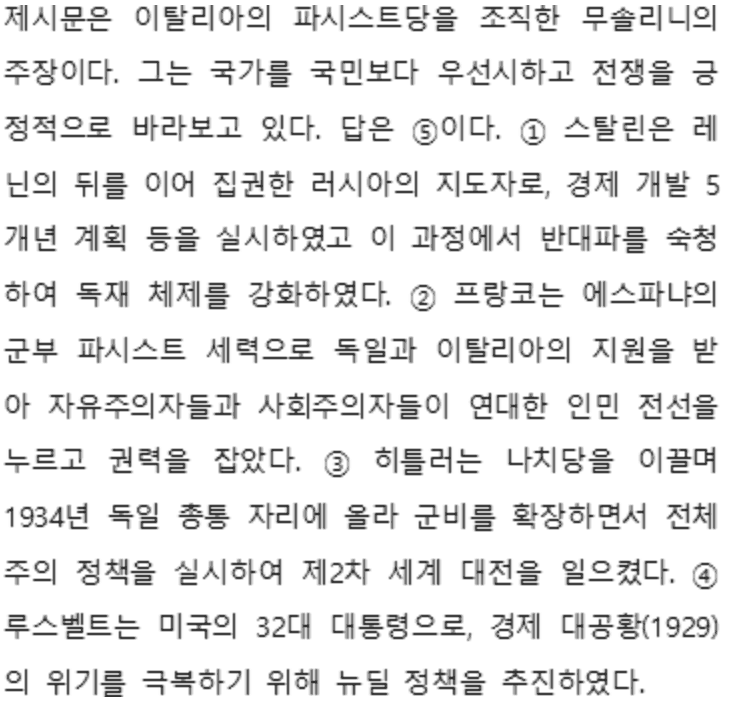 제시문은 이탈리아의 파시스트당을 조직한 무솔리니의
주장이다. 그는 국가를 국민보다 우선시하고 전쟁을 긍
정적으로 바라보고 있다. 답은 ⑤이다. ① 스탈린은 레
닌의 뒤를 이어 집권한 러시아의 지도자로, 경제 개발 5
개년 계획 등을 실시하였고 이 과정에서 반대파를 숙청
하여 독재 체제를 강화하였다. ② 프랑코는 에스파냐의
군부 파시스트 세력으로 독일과 이탈리아의 지원을 받
아 자유주의자들과 사회주의자들이 연대한 인민 전선을
누르고 권력을 잡았다. ③ 히틀러는 나치당을 이끌며
1934년 독일 총통 자리에 올라 군비를 확장하면서 전체
주의 정책을 실시하여 제2차 세계 대전을 일으켰다. ④
루스벨트는 미국의 32대 대통령으로, 경제 대공황(1929)
의 위기를 극복하기 위해 뉴딜 정책을 추진하였다.